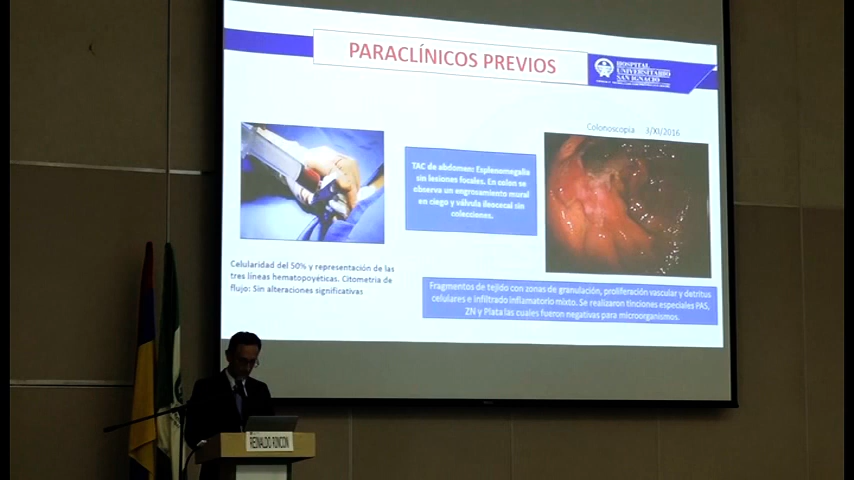 PARACLÍNICOS PREVIOS
HOSPITAL
UNIVERSITARIO
SAN IGNACIO
Colonoscopia 3/XI/2016
TAC de abdomen: Esplenomegalia
sin lesiones focales. En colon se
observa un engrosamiento mural
en ciego y válvula ileocecal sin
colecciones.
Celularidad del 50% y representación de las
tres líneas hematopoyéticas. Citometria de
flujo: Sin alteraciones significativas
Fragmentos de tejido con zonas de granulación, proliferación vascular y detritus
celulares e infiltrado inflamatorio mixto. Se realizaron tinciones especiales PAS,
ZN y Plata las cuales fueron negativas para microorganismos.
REINALDO RINCON